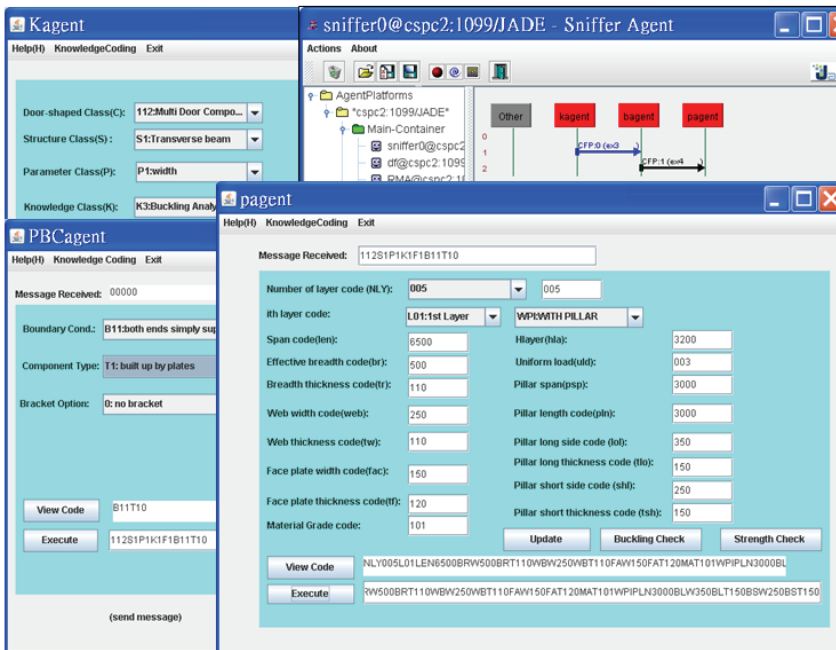 Kagent
Help(H) KnowledgeCoding Exit
Door-shaped Class(C): 112:Multi Door Compo...
Structure Class(S) : S1:Transverse beam
Parameter Class(P): P1:width
Knowledge Class(K): K3:Buckling Analy
sniffer0@cspc2:1099/JADE - Sniffer Agent
Actions About
AgentPlatforms
"cspc2:1099/JADE"
Main-Container
sniffer0@cspc2
df@cspc2:1099
RMA@cspc2:10
Other kagent bagent pagent
0
1
2
CFP:0 (ex3 )
CFP:1 (ex4 )
PBCagent
Help(H) Knowledge Coding Exit
Message Received: 00000
Boundary Cond.: B11:both ends simply sup
Component Type: T1: built up by plates
Bracket Option: 0: no bracket
View Code B11T10
Execute 112S1P1K1F1B11T10
(send message)
pagent
Help(H) KnowledgeCoding Exit
Message Received: 112S1P1K1F1B11T10
Number of layer code (NLY): 005 005
ith layer code: L01:1st Layer WPI:WITH PILLAR
Span code(len): 6500 Hlayer(hla): 3200
Effective breadth code(br): 500 Uniform load(uld): 003
Breadth thickness code(tr): 110 Pillar span(psp): 3000
Web width code(web): 250 Pillar length code(pln): 3000
Web thickness code(tw): 110 Pillar long side code (lol): 350
Face plate width code(fac): 150 Pillar long thickness code (tlo): 150
Face plate thickness code(tf): 120 Pillar short side code (shl): 250
Material Grade code: 101 Pillar short thickness code (tsh): 150
Update Buckling Check Strength Check
View Code NLY005L01LEN6500BRW500BRT110WBW250WBT110FAW150FAT120MAT101WPIPLN3000BL
Execute RW500BRT110WBW250WBT110FAW150FAT120MAT101WPIPLN3000BLW350BLT150BSW250BST150